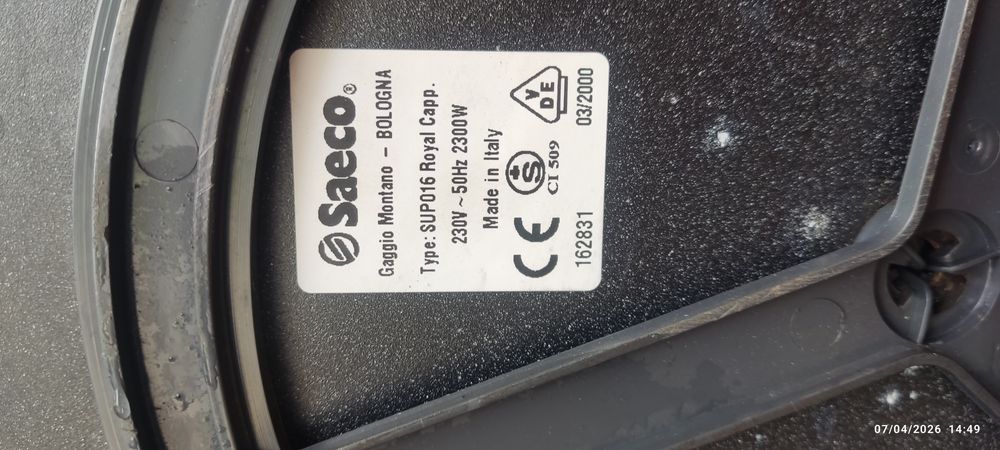 Saeco®
Gaggio Montano – BOLOGNA
Type: SUP016 Royal Capp.
230V ~ 50Hz 2300W
Made in Italy
CE
S
CI 509
VDE
162831
03/2000
07/04/2026 14:49